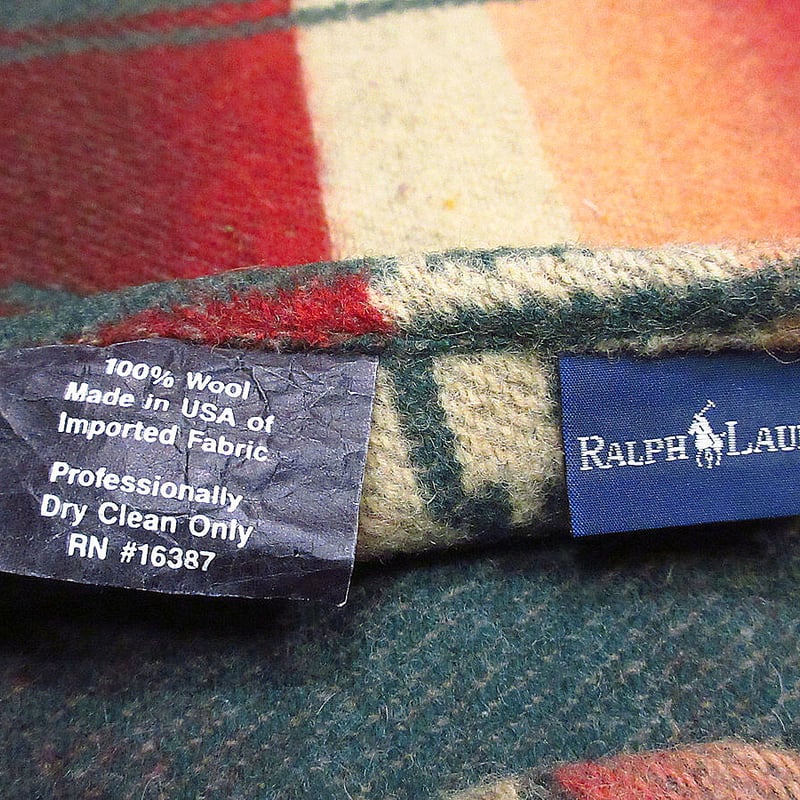 100% Wool
Made in USA of
Imported Fabric
Professionally
Dry Clean Only
RN #16387
RALPH LAU